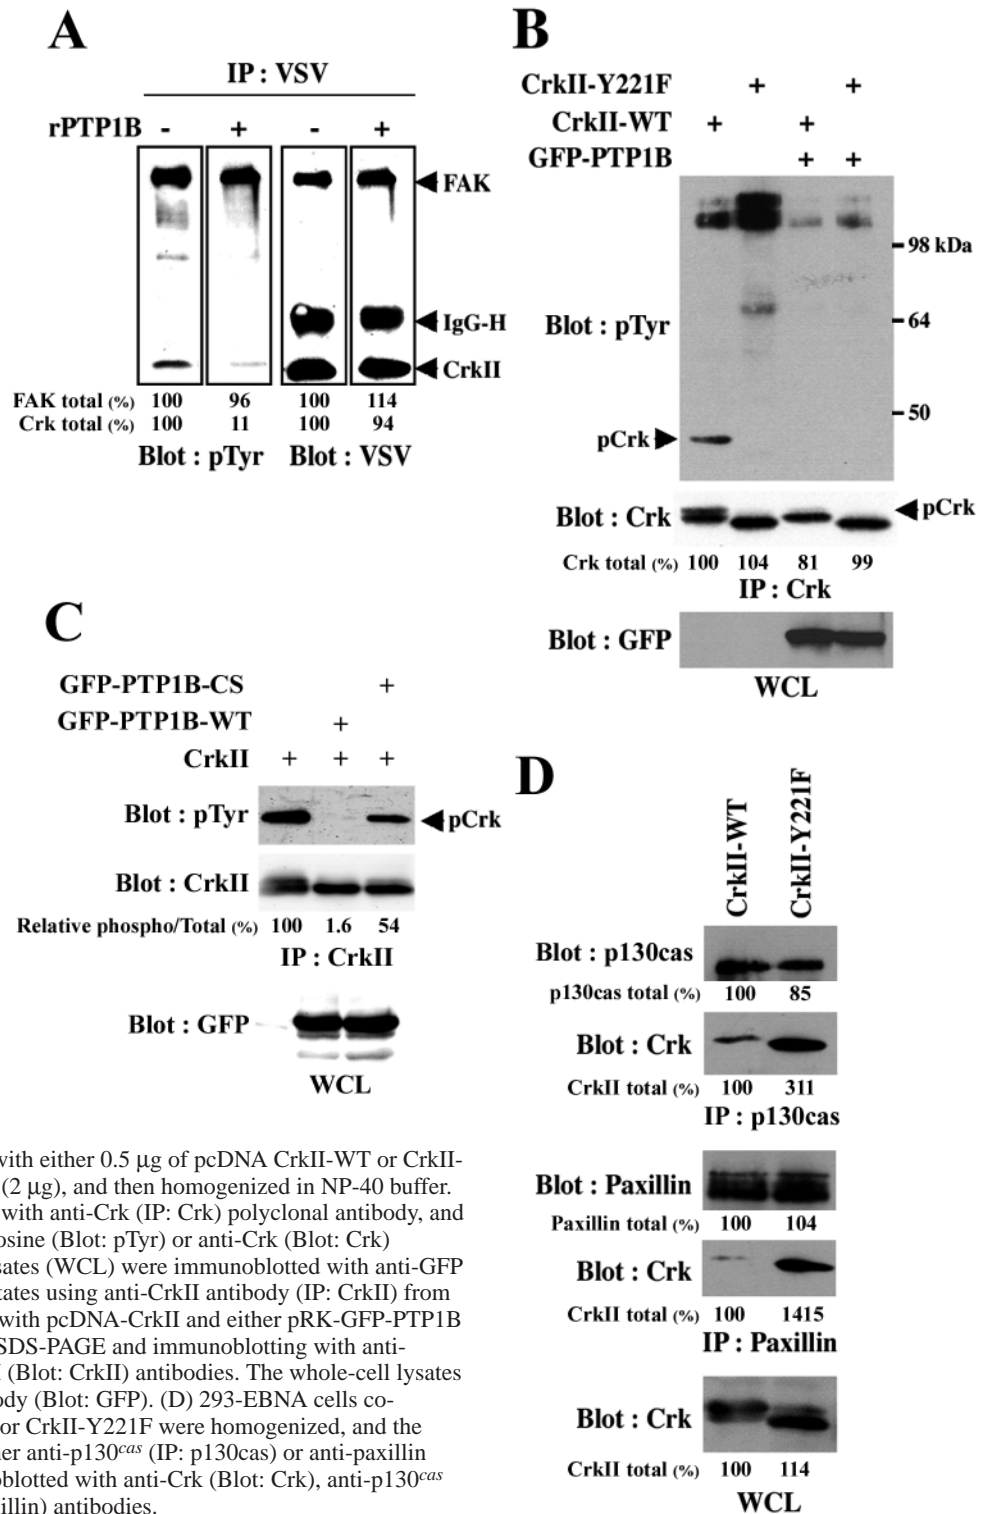 A
IP : VSV
rPTP1B - + - +
FAK
IgG-H
CrkII
FAK total (%) 100 96 100 114
Crk total (%) 100 11 100 94
Blot : pTyr Blot : VSV
B
CrkII-Y221F + +
CrkII-WT + +
GFP-PTP1B + +
98 kDa
Blot : pTyr
64
50
pCrk
Blot : Crk
pCrk
Crk total (%) 100 104 81 99
IP : Crk
Blot : GFP
WCL
C
GFP-PTP1B-CS +
GFP-PTP1B-WT +
CrkII + + +
Blot : pTyr
pCrk
Blot : CrkII
Relative phospho/Total (%) 100 1.6 54
IP : CrkII
Blot : GFP
WCL
D
CrkII-WT
CrkII-Y221F
Blot : p130cas
p130cas total (%) 100 85
Blot : Crk
CrkII total (%) 100 311
IP : p130cas
Blot : Paxillin
Paxillin total (%) 100 104
Blot : Crk
CrkII total (%) 100 1415
IP : Paxillin
Blot : Crk
CrkII total (%) 100 114
WCL
with either 0.5 µg of pcDNA CrkII-WT or CrkII-
(2 µg), and then homogenized in NP-40 buffer.
with anti-Crk (IP: Crk) polyclonal antibody, and
osine (Blot: pTyr) or anti-Crk (Blot: Crk)
sates (WCL) were immunoblotted with anti-GFP
tates using anti-CrkII antibody (IP: CrkII) from
with pcDNA-CrkII and either pRK-GFP-PTP1B
SDS-PAGE and immunoblotting with anti-
(Blot: CrkII) antibodies. The whole-cell lysates
ody (Blot: GFP). (D) 293-EBNA cells co-
or CrkII-Y221F were homogenized, and the
her anti-p130cas (IP: p130cas) or anti-paxillin
oblotted with anti-Crk (Blot: Crk), anti-p130cas
xillin) antibodies.